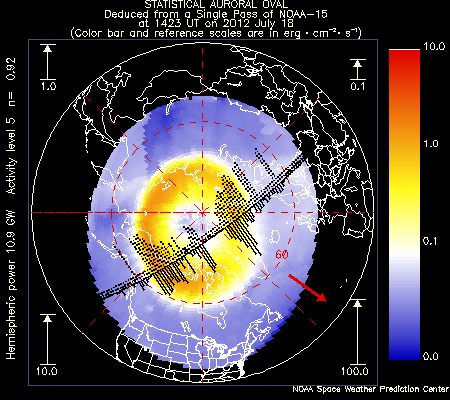 STATISTICAL AURORAL OVAL
Deduced from a Single Pass of NOAA-15
at 1423 UT on 2012 July 18
(Color bar and reference scales are in erg·cm⁻²·s⁻¹)
Hemispheric power 10.9 GW Activity level 5 n= 0.92
1.0
0.1
10.0
100.0
60
10.0
1.0
0.1
0.0
NOAA Space Weather Prediction Center